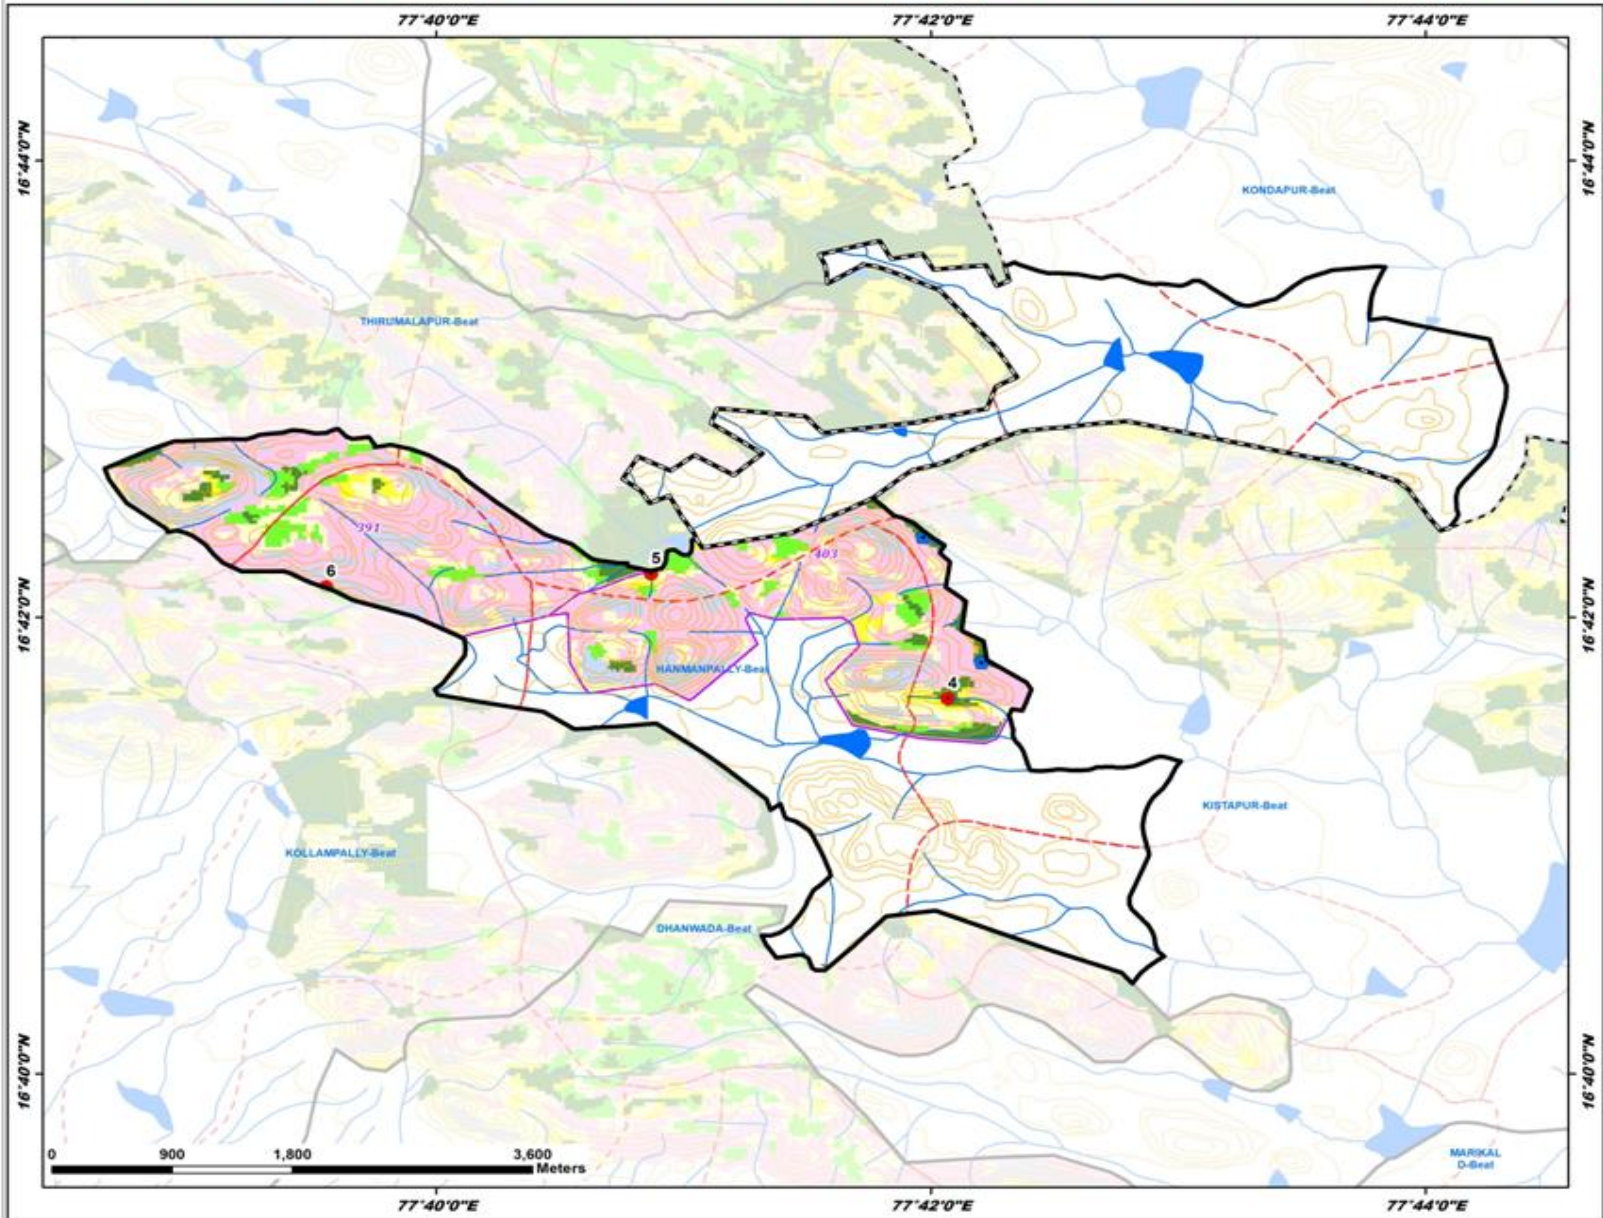 77°40'0"E 77°42'0"E 77°44'0"E
16°44'0"N 16°44'0"N
KONDAPUR-Beat
THIRUMALAPUR-Beat
391
403
5
6
16°42'0"N 16°42'0"N
HANMANPALLY-Beat
4
KISTAPUR-Beat
KOLLAMPALLY-Beat
DHANWADA-Beat
16°40'0"N 16°40'0"N
MARIKAL
D-Beat
0 900 1,800 3,600
Meters
77°40'0"E 77°42'0"E 77°44'0"E